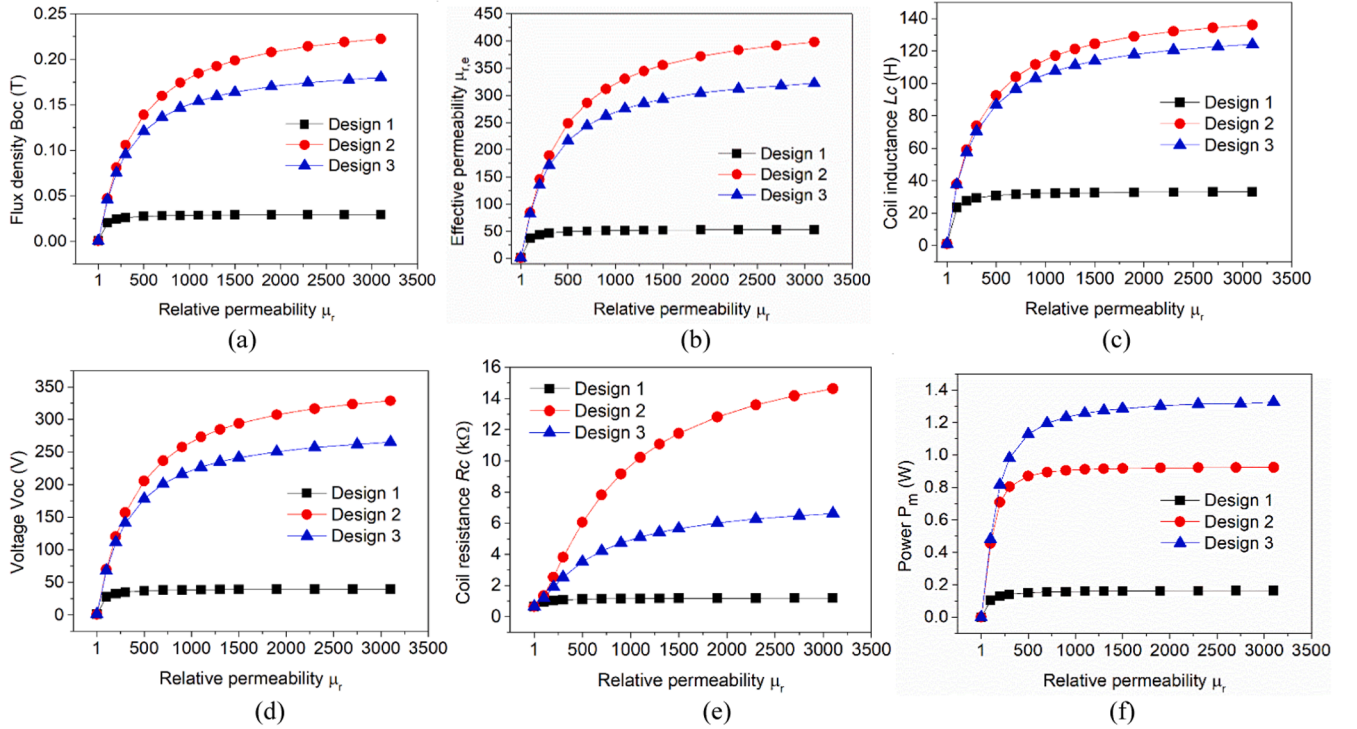 Flux density Boc (T)
0.25
0.20
0.15
0.10
0.05
0.00
Design 1
Design 2
Design 3
1 500 1000 1500 2000 2500 3000 3500
Relative permeability μr
(a)
Effective permeability μr,e
450
400
350
300
250
200
150
100
50
0
Design 1
Design 2
Design 3
1 500 1000 1500 2000 2500 3000 3500
Relative permeability μr
(b)
Coil inductance Lc (H)
140
120
100
80
60
40
20
0
Design 1
Design 2
Design 3
1 500 1000 1500 2000 2500 3000 3500
Relative permeability μr
(c)
Voltage Voc (V)
350
300
250
200
150
100
50
0
Design 1
Design 2
Design 3
1 500 1000 1500 2000 2500 3000 3500
Relative permeability μr
(d)
Coil resistance Rc (kΩ)
16
14
12
10
8
6
4
2
0
Design 1
Design 2
Design 3
1 500 1000 1500 2000 2500 3000 3500
Relative permeability μr
(e)
Power Pm (W)
1.4
1.2
1.0
0.8
0.6
0.4
0.2
0.0
Design 1
Design 2
Design 3
1 500 1000 1500 2000 2500 3000 3500
Relative permeability μr
(f)